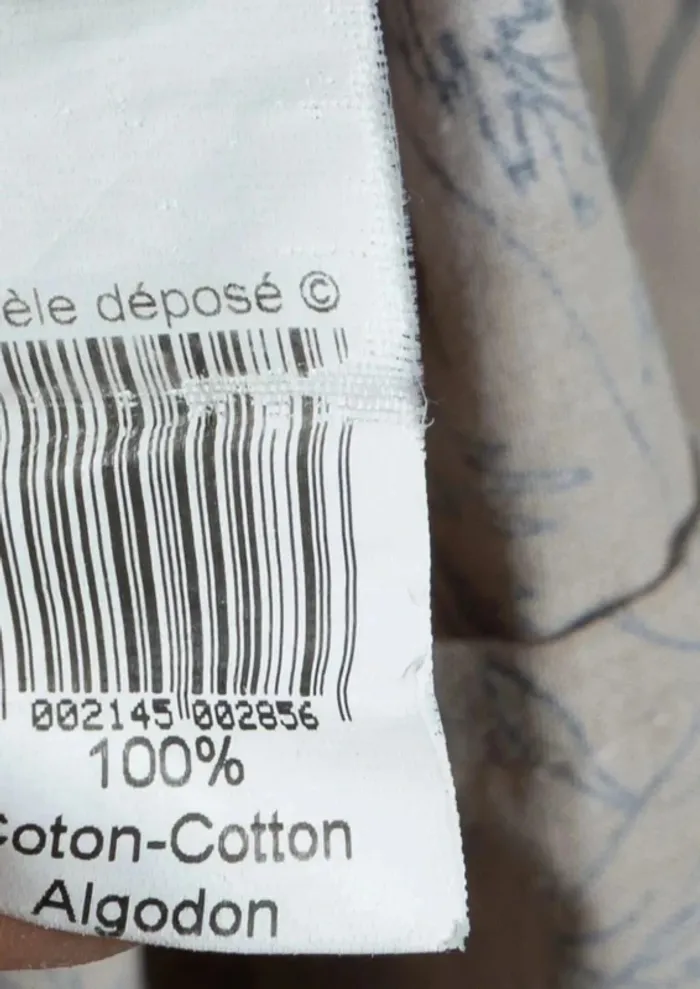 èle déposé ©
002145 002856
100%
Coton-Cotton
Algodon